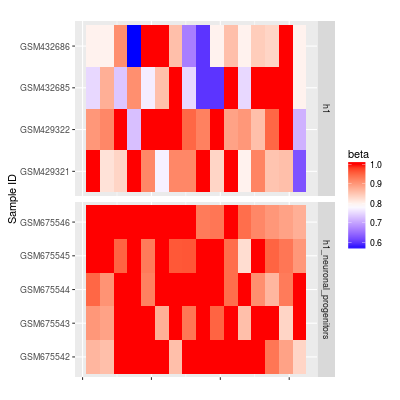 Sample ID
GSM432686
GSM432685
GSM429322
GSM429321
h1
GSM675546
GSM675545
GSM675544
GSM675543
GSM675542
h1_neuronal_progenitors
beta
1.0
0.9
0.8
0.7
0.6